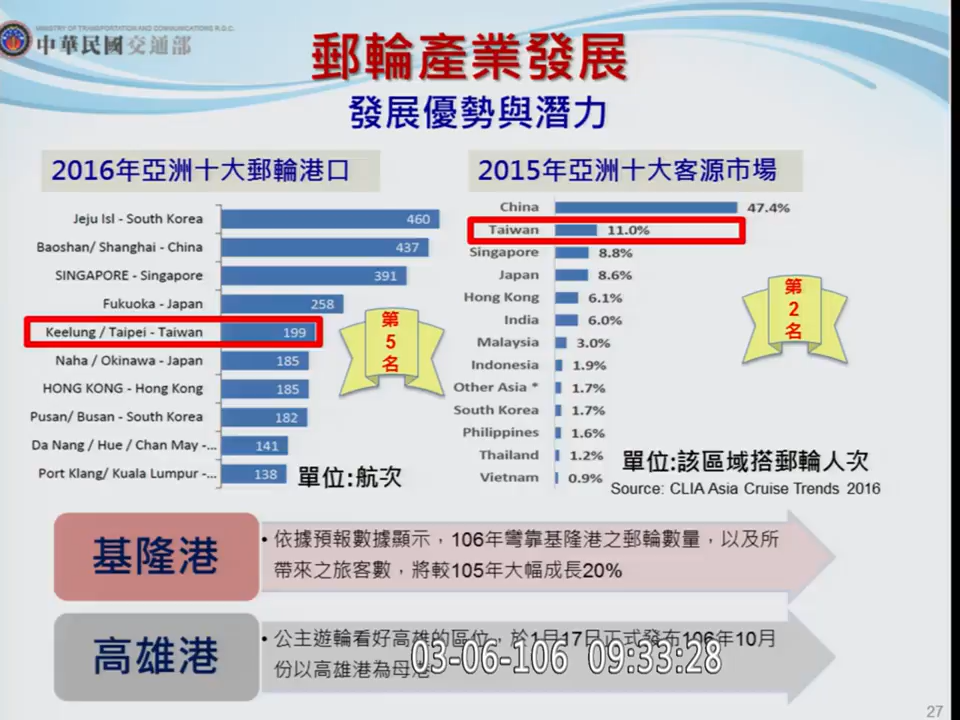 MINISTRY OF TRANSPORTATION AND COMMUNICATIONS R.O.C.
中華民國交通部
郵輪產業發展
發展優勢與潛力
2016年亞洲十大郵輪港口
Jeju Isl - South Korea 460
Baoshan/ Shanghai - China 437
SINGAPORE - Singapore 391
Fukuoka - Japan 258
Keelung / Taipei - Taiwan 199
Naha / Okinawa - Japan 185
HONG KONG - Hong Kong 185
Pusan/ Busan - South Korea 182
Da Nang / Hue / Chan May -... 141
Port Klang/ Kuala Lumpur -... 138
第
5
名
單位:航次
2015年亞洲十大客源市場
China 47.4%
Taiwan 11.0%
Singapore 8.8%
Japan 8.6%
Hong Kong 6.1%
India 6.0%
Malaysia 3.0%
Indonesia 1.9%
Other Asia * 1.7%
South Korea 1.7%
Philippines 1.6%
Thailand 1.2%
Vietnam 0.9%
第
2
名
單位:該區域搭郵輪人次
Source: CLIA Asia Cruise Trends 2016
基隆港
•依據預報數據顯示，106年彎靠基隆港之郵輪數量，以及所
帶來之旅客數，將較105年大幅成長20%
高雄港
•公主遊輪看好高雄的區位，於1月17日正式發布106年10月
份以高雄港為母港
03-06-106 09:33:28
27